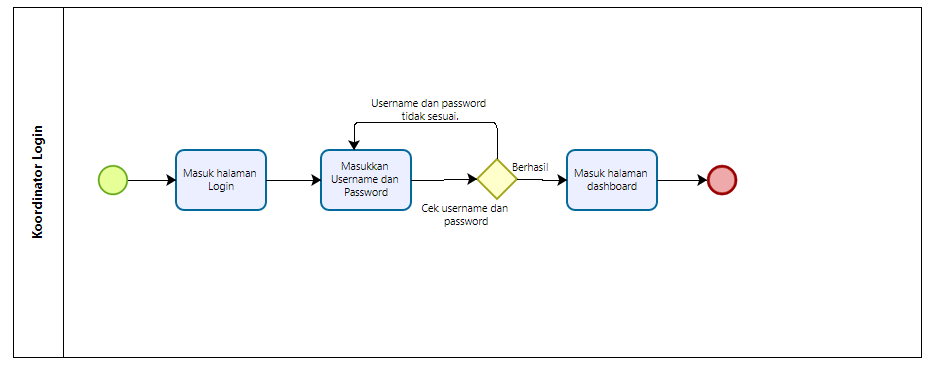 Koordinator Login
Masuk halaman
Login
Masukkan
Username dan
Password
Username dan password
tidak sesuai.
Cek username dan
password
Berhasil
Masuk halaman
dashboard